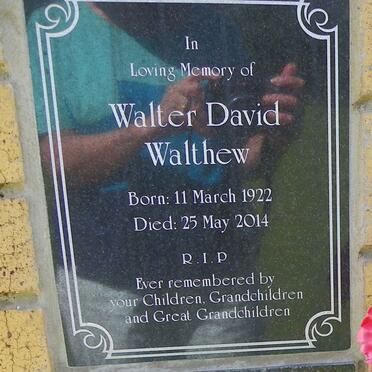 In
Loving Memory of
Walter David
Walthew
Born: 11 March 1922
Died: 25 May 2014
R.I.P
Ever remembered by
your Children, Grandchildren
and Great Grandchildren